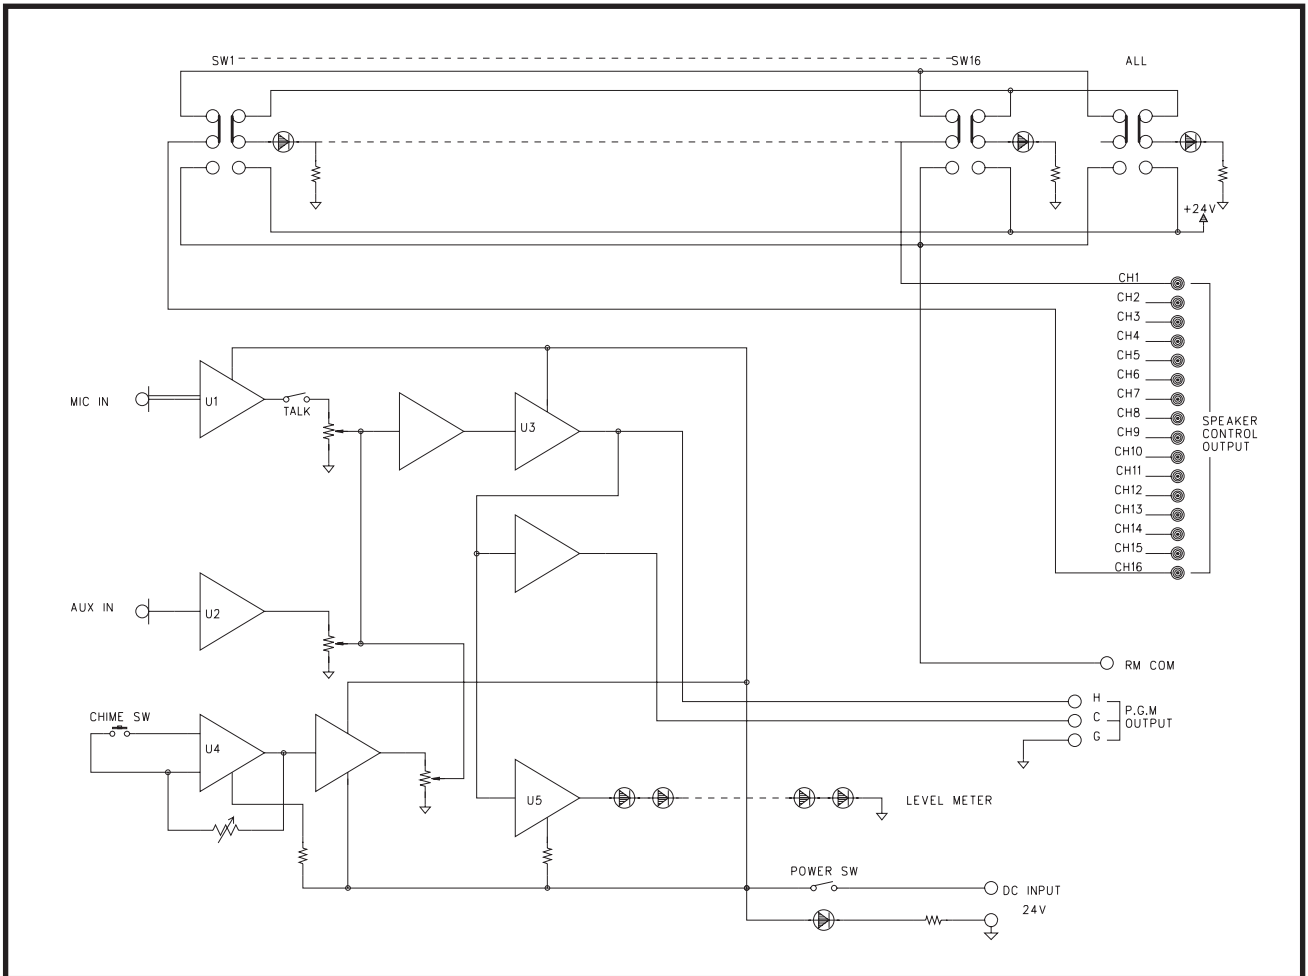 SW1
SW16
ALL
+24V
CH1
CH2
CH3
CH4
CH5
CH6
CH7
CH8
CH9
CH10
CH11
CH12
CH13
CH14
CH15
CH16
SPEAKER
CONTROL
OUTPUT
MIC IN
U1
TALK
U3
AUX IN
U2
RM COM
H
C
G
P.G.M
OUTPUT
CHIME SW
U4
U5
LEVEL METER
POWER SW
DC INPUT
24V